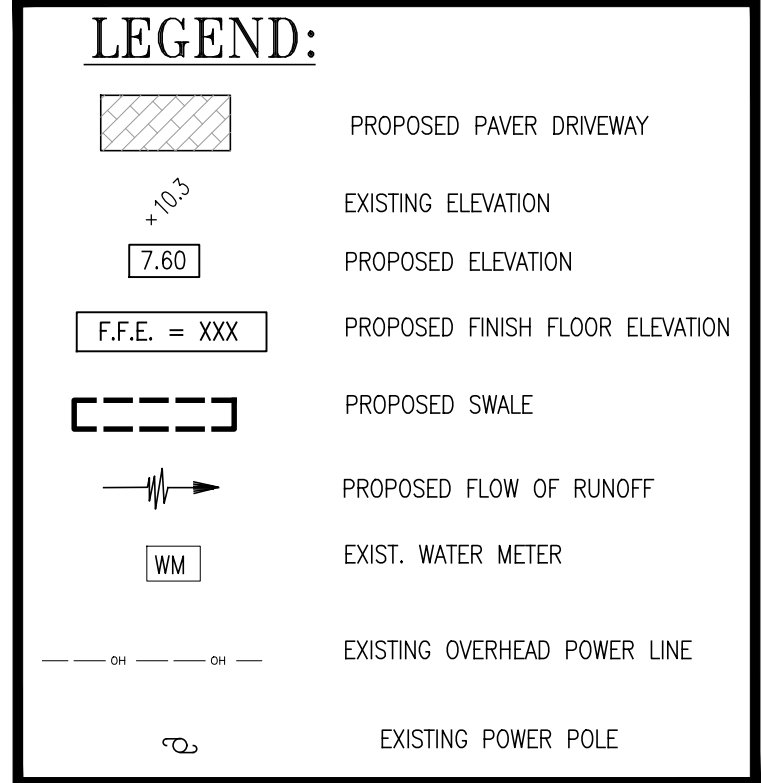 LEGEND:
PROPOSED PAVER DRIVEWAY
+10.3 EXISTING ELEVATION
7.60 PROPOSED ELEVATION
F.F.E. = XXX PROPOSED FINISH FLOOR ELEVATION
PROPOSED SWALE
PROPOSED FLOW OF RUNOFF
WM EXIST. WATER METER
OH OH EXISTING OVERHEAD POWER LINE
EXISTING POWER POLE